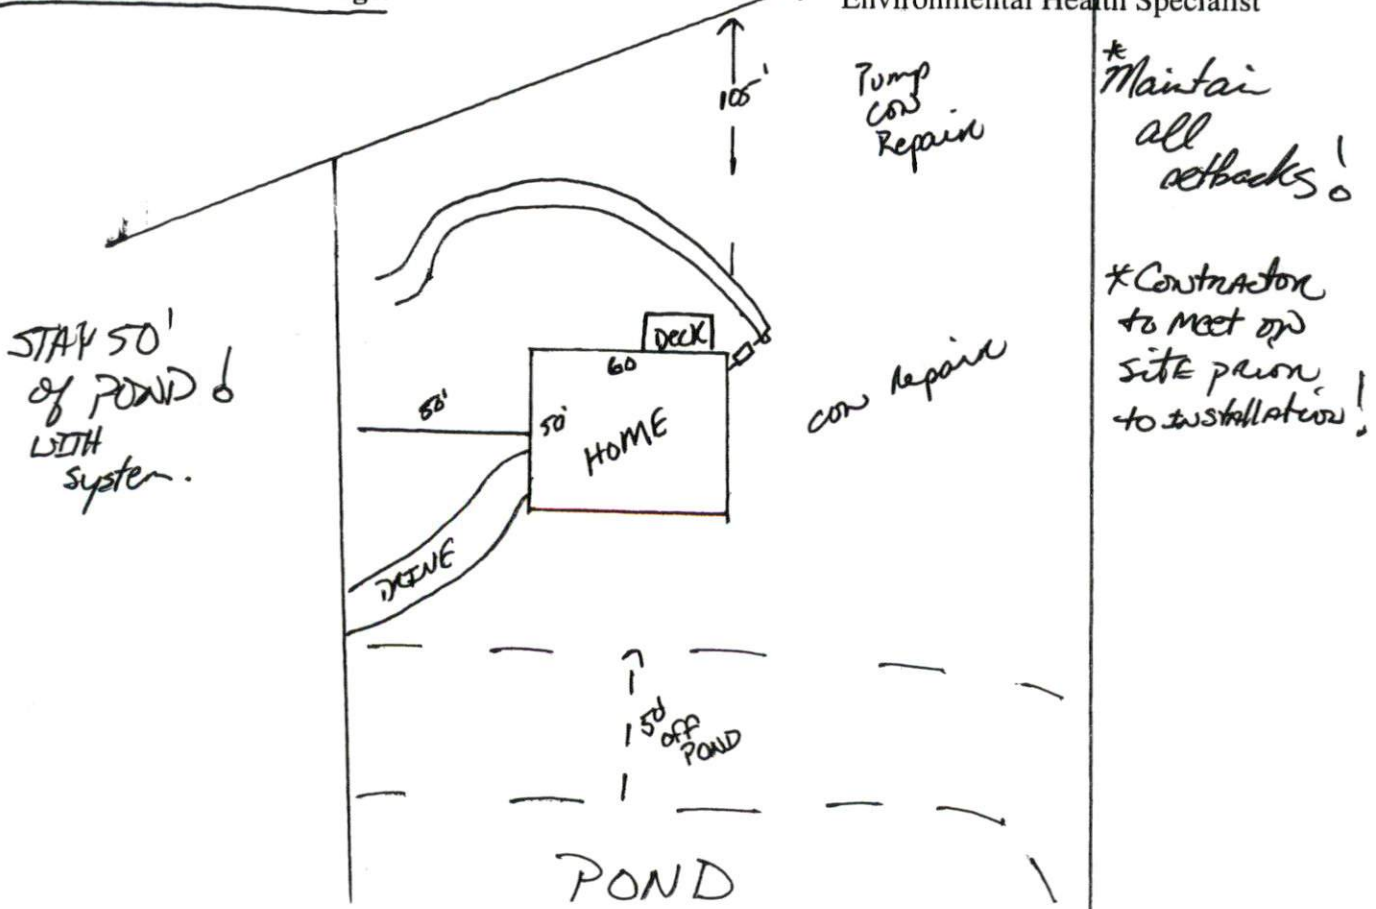 Environmental Health Specialist
105'
Pump
CON
Repair
*
Maintain
all
setbacks!
STAY 50'
of POND!
WITH
system.
DECK
60
50'
HOME
CON Repair
*Contractor
to meet on
site prior
to INSTAllation!
DRIVE
50'
off
POND
POND